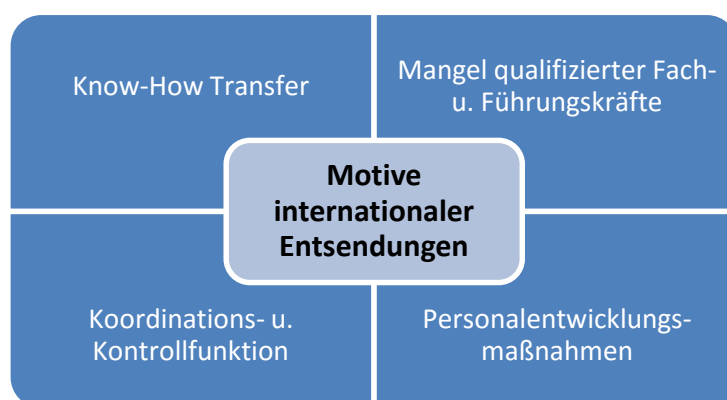 Know-How Transfer
Mangel qualifizierter Fach-
u. Führungskräfte
Motive
internationaler
Entsendungen
Koordinations- u.
Kontrollfunktion
Personalentwicklungs-
maßnahmen